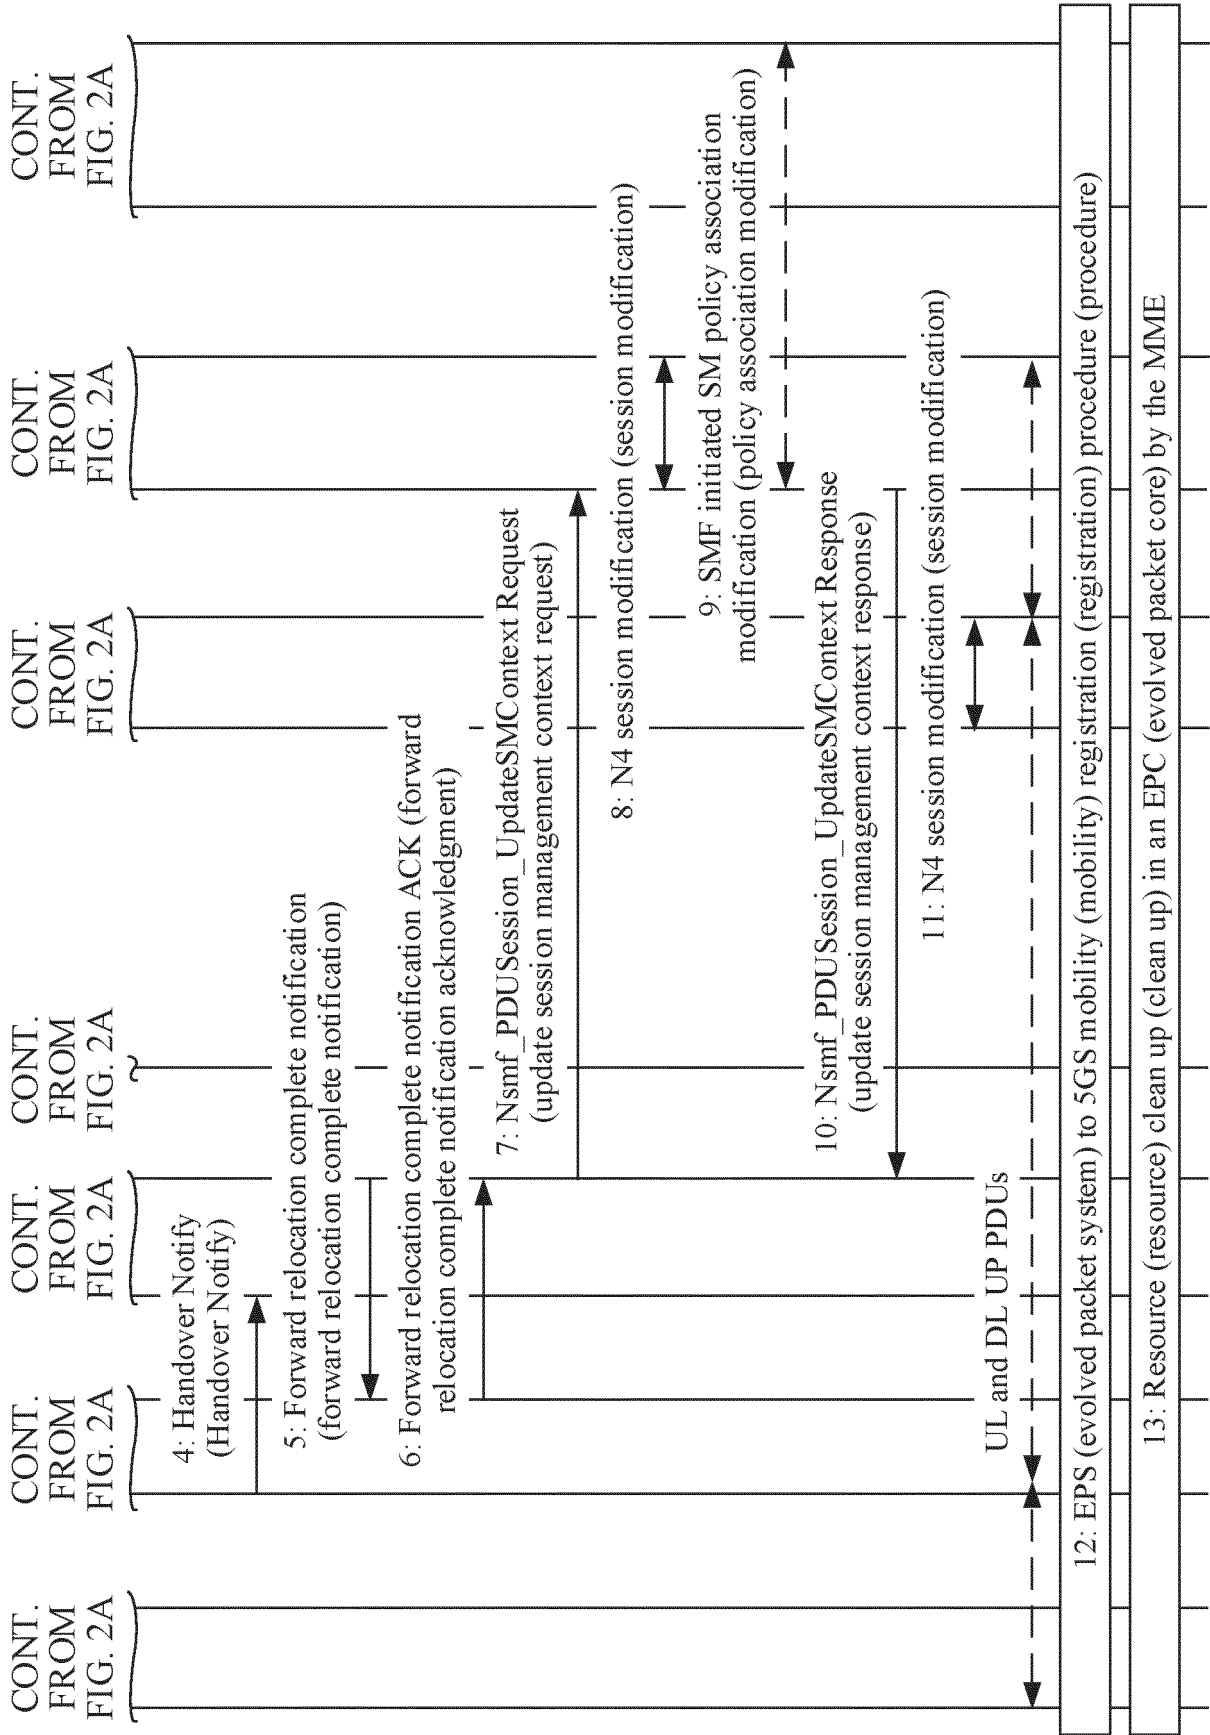 CONT.
FROM
FIG. 2A
CONT.
FROM
FIG. 2A
CONT.
FROM
FIG. 2A
CONT.
FROM
FIG. 2A
CONT.
FROM
FIG. 2A
CONT.
FROM
FIG. 2A
CONT.
FROM
FIG. 2A
4: Handover Notify
(Handover Notify)
5: Forward relocation complete notification
(forward relocation complete notification)
6: Forward relocation complete notification ACK (forward
relocation complete notification acknowledgment)
7: Nsmf_PDUSession_UpdateSMContext Request
(update session management context request)
8: N4 session modification (session modification)
9: SMF initiated SM policy association
modification (policy association modification)
10: Nsmf_PDUSession_UpdateSMContext Response
(update session management context response)
11: N4 session modification (session modification)
UL and DL UP PDUs
12: EPS (evolved packet system) to 5GS mobility (mobility) registration (registration) procedure (procedure)
13: Resource (resource) clean up (clean up) in an EPC (evolved packet core) by the MME